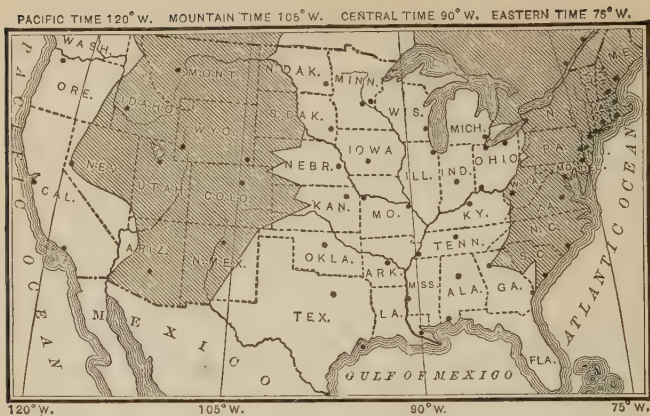 PACIFIC TIME 120° W. MOUNTAIN TIME 105° W. CENTRAL TIME 90° W. EASTERN TIME 75° W.
WASH.
MONT.
N.DAK.
MINN.
ME.
ORE.
IDAHO
WYO.
S.DAK.
WIS.
MICH.
N.
PA.
IOWA
NEBR.
ILL.
IND.
OHIO
W.VA.
MD.
NEV.
UTAH
COLO.
KAN.
MO.
KY.
VA.
CAL.
N.C.
TENN.
ARIZ.
N.MEX.
OKLA.
ARK.
S.C.
MISS.
ALA.
GA.
TEX.
LA.
FLA.
PACIFIC OCEAN
MEXICO
GULF OF MEXICO
ATLANTIC OCEAN
120° W. 105° W. 90° W. 75° W.